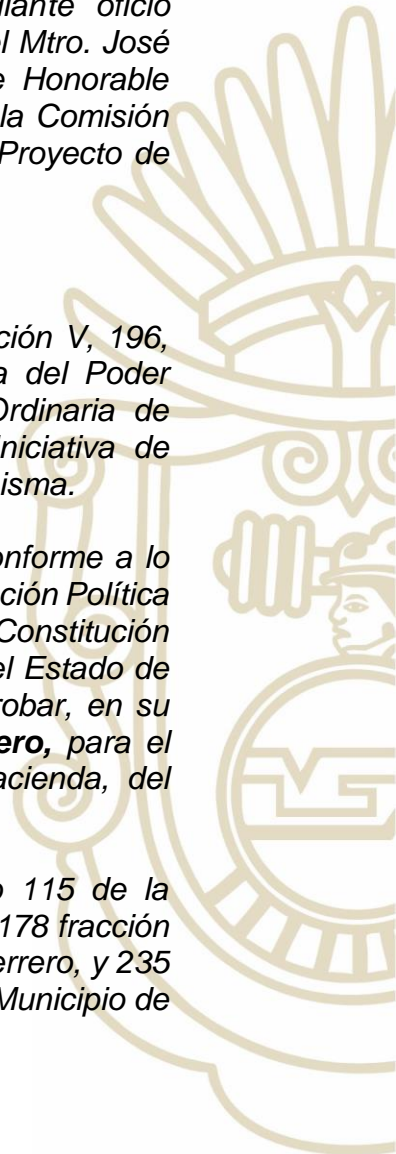 oficio
el Mtro. José
Honorable
la Comisión
Proyecto de
ción V, 196,
a del Poder
Ordinaria de
Iniciativa de
isma.
onforme a lo
ción Política
Constitución
el Estado de
robar, en su
ero, para el
acienda, del
115 de la
178 fracción
errero, y 235
Municipio de